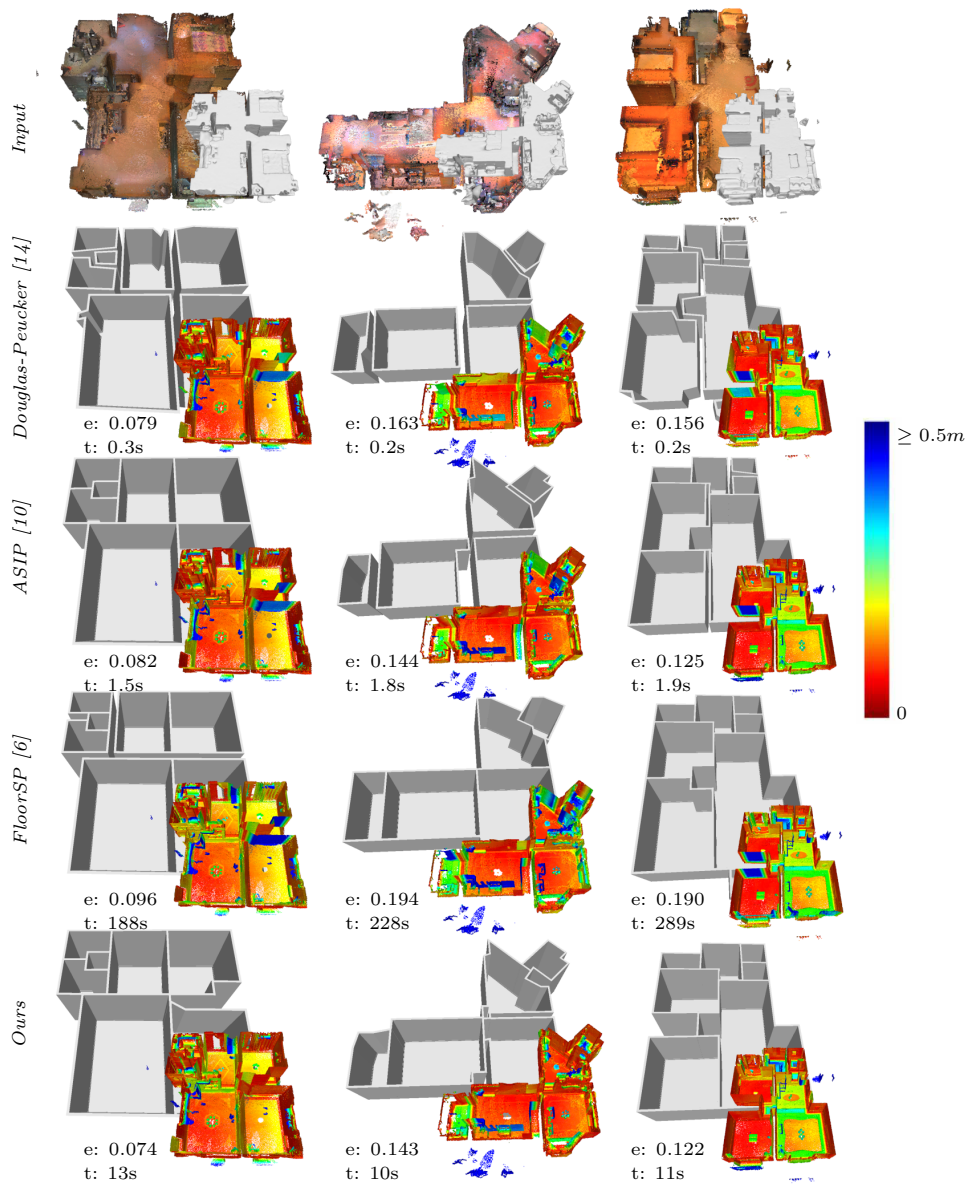 Input
Douglas-Peucker [14]
e: 0.079
t: 0.3s
e: 0.163
t: 0.2s
e: 0.156
t: 0.2s
≥ 0.5m
0
ASIP [10]
e: 0.082
t: 1.5s
e: 0.144
t: 1.8s
e: 0.125
t: 1.9s
FloorSP [6]
e: 0.096
t: 188s
e: 0.194
t: 228s
e: 0.190
t: 289s
Ours
e: 0.074
t: 13s
e: 0.143
t: 10s
e: 0.122
t: 11s